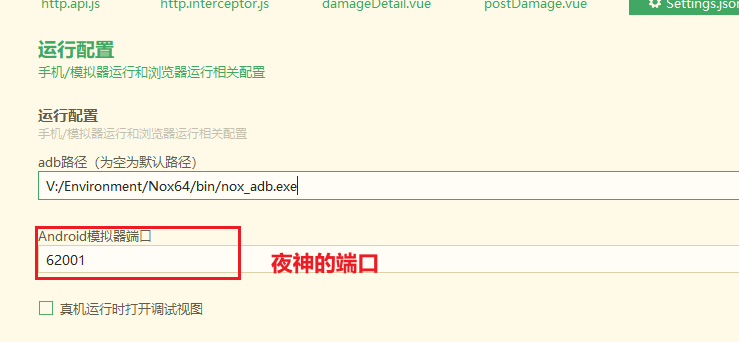 http.api.js http.interceptor.js damageDetail.vue postDamage.vue Settings.json
运行配置
手机/模拟器运行和浏览器运行相关配置
运行配置
手机/模拟器运行和浏览器运行相关配置
adb路径（为空为默认路径）
V:/Environment/Nox64/bin/nox_adb.exe
Android模拟器端口
62001 夜神的端口
真机运行时打开调试视图